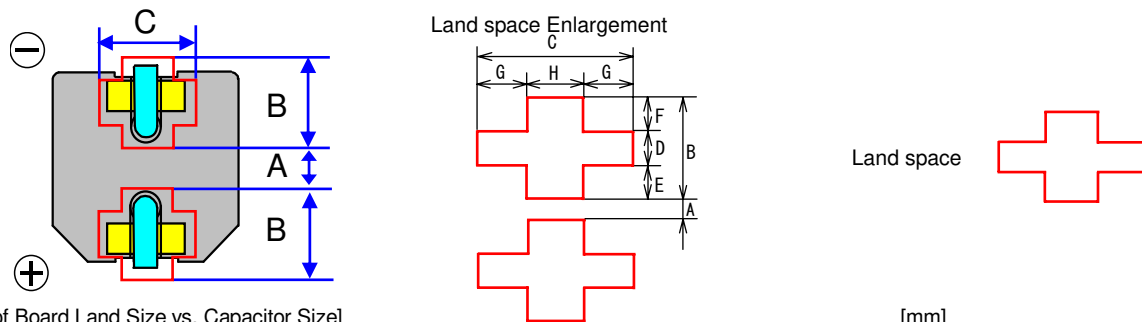 Land space Enlargement
C
C
G H G
−
B
F
D
B
E
A
A
B
+
Land space
of Board Land Size vs. Capacitor Size]
[mm]